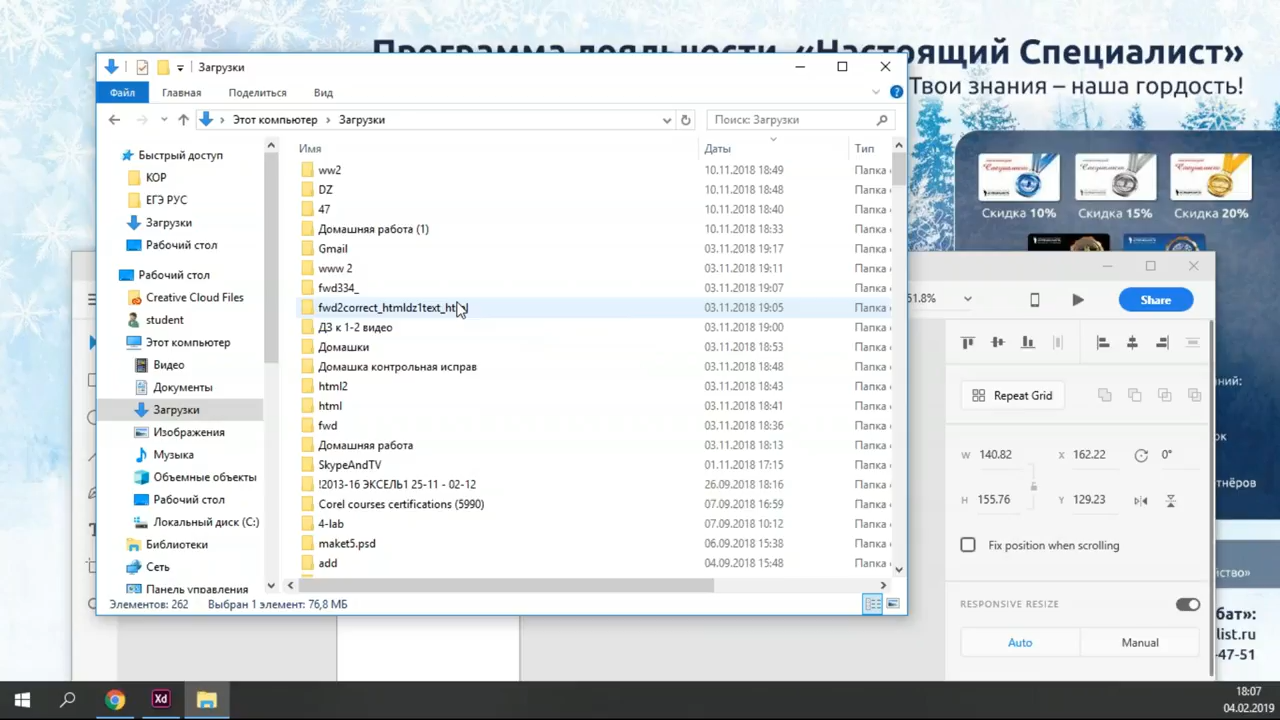 Программа лояльности «Настоящий Специалист»
Твои знания – наша гордость!
Скидка 10%
Скидка 15%
Скидка 20%
Загрузки
Файл
Главная
Поделиться
Вид
Этот компьютер
Загрузки
Поиск: Загрузки
Имя
Даты
Тип
Быстрый доступ
КОР
ЕГЭ РУС
Загрузки
Рабочий стол
Рабочий стол
Creative Cloud Files
student
Этот компьютер
Видео
Документы
Загрузки
Изображения
Музыка
Объемные объекты
Рабочий стол
Локальный диск (C:)
Библиотеки
Сеть
Панель управления
ww2 10.11.2018 18:49 Папка
DZ 10.11.2018 18:48 Папка
47 10.11.2018 18:40 Папка
Домашняя работа (1) 10.11.2018 18:33 Папка
Gmail 03.11.2018 19:17 Папка
www 2 03.11.2018 19:11 Папка
fwd334_ 03.11.2018 19:07 Папка
fwd2correct_htmldz1text_html 03.11.2018 19:05 Папка
ДЗ к 1-2 видео 03.11.2018 19:00 Папка
Домашки 03.11.2018 18:53 Папка
Домашка контрольная исправ 03.11.2018 18:48 Папка
html2 03.11.2018 18:43 Папка
html 03.11.2018 18:41 Папка
fwd 03.11.2018 18:36 Папка
Домашняя работа 03.11.2018 18:13 Папка
SkypeAndTV 01.11.2018 17:15 Папка
!2013-16 ЭКСЕЛЬ1 25-11 - 02-12 26.09.2018 18:16 Папка
Corel courses certifications (5990) 07.09.2018 16:59 Папка
4-lab 07.09.2018 10:12 Папка
maket5.psd 06.09.2018 15:38 Папка
add 04.09.2018 15:48 Папка
Элементов: 262
Выбран 1 элемент: 76,8 МБ
51.8%
Share
Repeat Grid
W 140.82
X 162.22
0°
H 155.76
Y 129.23
Fix position when scrolling
RESPONSIVE RESIZE
Auto
Manual
-47-51
Xd
18:07
04.02.2019